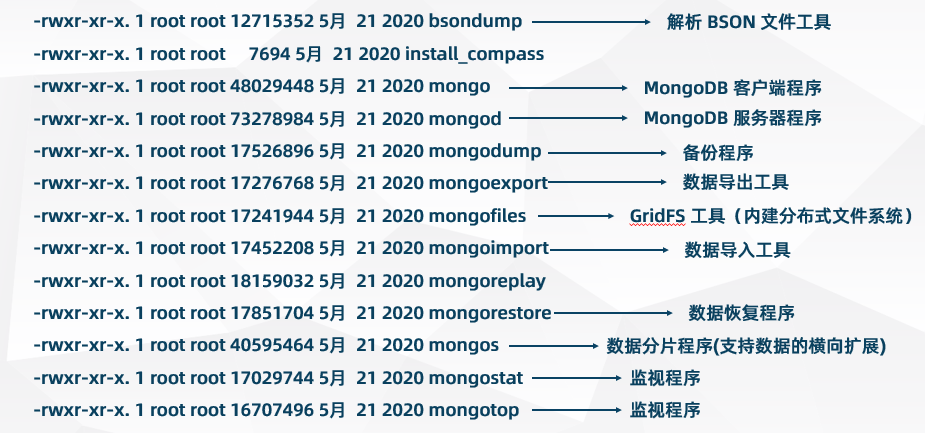 -rwxr-xr-x. 1 root root 12715352 5月 21 2020 bsondump 解析 BSON 文件工具
-rwxr-xr-x. 1 root root 7694 5月 21 2020 install_compass
-rwxr-xr-x. 1 root root 48029448 5月 21 2020 mongo MongoDB 客户端程序
-rwxr-xr-x. 1 root root 73278984 5月 21 2020 mongod MongoDB 服务器程序
-rwxr-xr-x. 1 root root 17526896 5月 21 2020 mongodump 备份程序
-rwxr-xr-x. 1 root root 17276768 5月 21 2020 mongoexport 数据导出工具
-rwxr-xr-x. 1 root root 17241944 5月 21 2020 mongofiles GridFS 工具（内建分布式文件系统）
-rwxr-xr-x. 1 root root 17452208 5月 21 2020 mongoimport 数据导入工具
-rwxr-xr-x. 1 root root 18159032 5月 21 2020 mongoreplay
-rwxr-xr-x. 1 root root 17851704 5月 21 2020 mongorestore 数据恢复程序
-rwxr-xr-x. 1 root root 40595464 5月 21 2020 mongos 数据分片程序(支持数据的横向扩展)
-rwxr-xr-x. 1 root root 17029744 5月 21 2020 mongostat 监视程序
-rwxr-xr-x. 1 root root 16707496 5月 21 2020 mongotop 监视程序